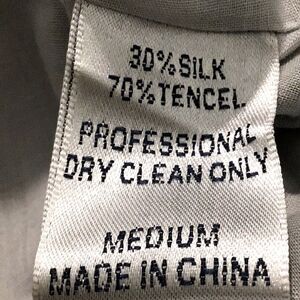 30% SILK
70% TENCEL
PROFESSIONAL
DRY CLEAN ONLY
MEDIUM
MADE IN CHINA